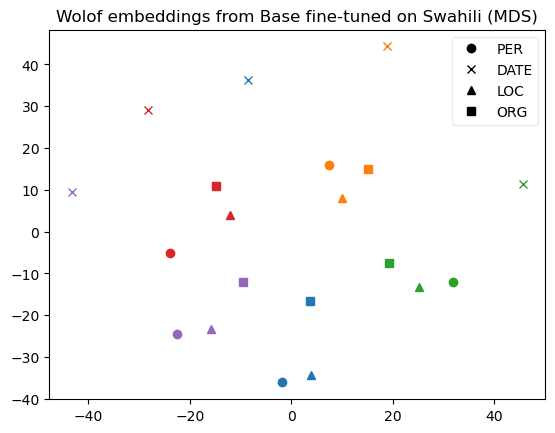 Wolof embeddings from Base fine-tuned on Swahili (MDS)
PER
DATE
LOC
ORG
40
30
20
10
0
−10
−20
−30
−40
−40
−20
0
20
40